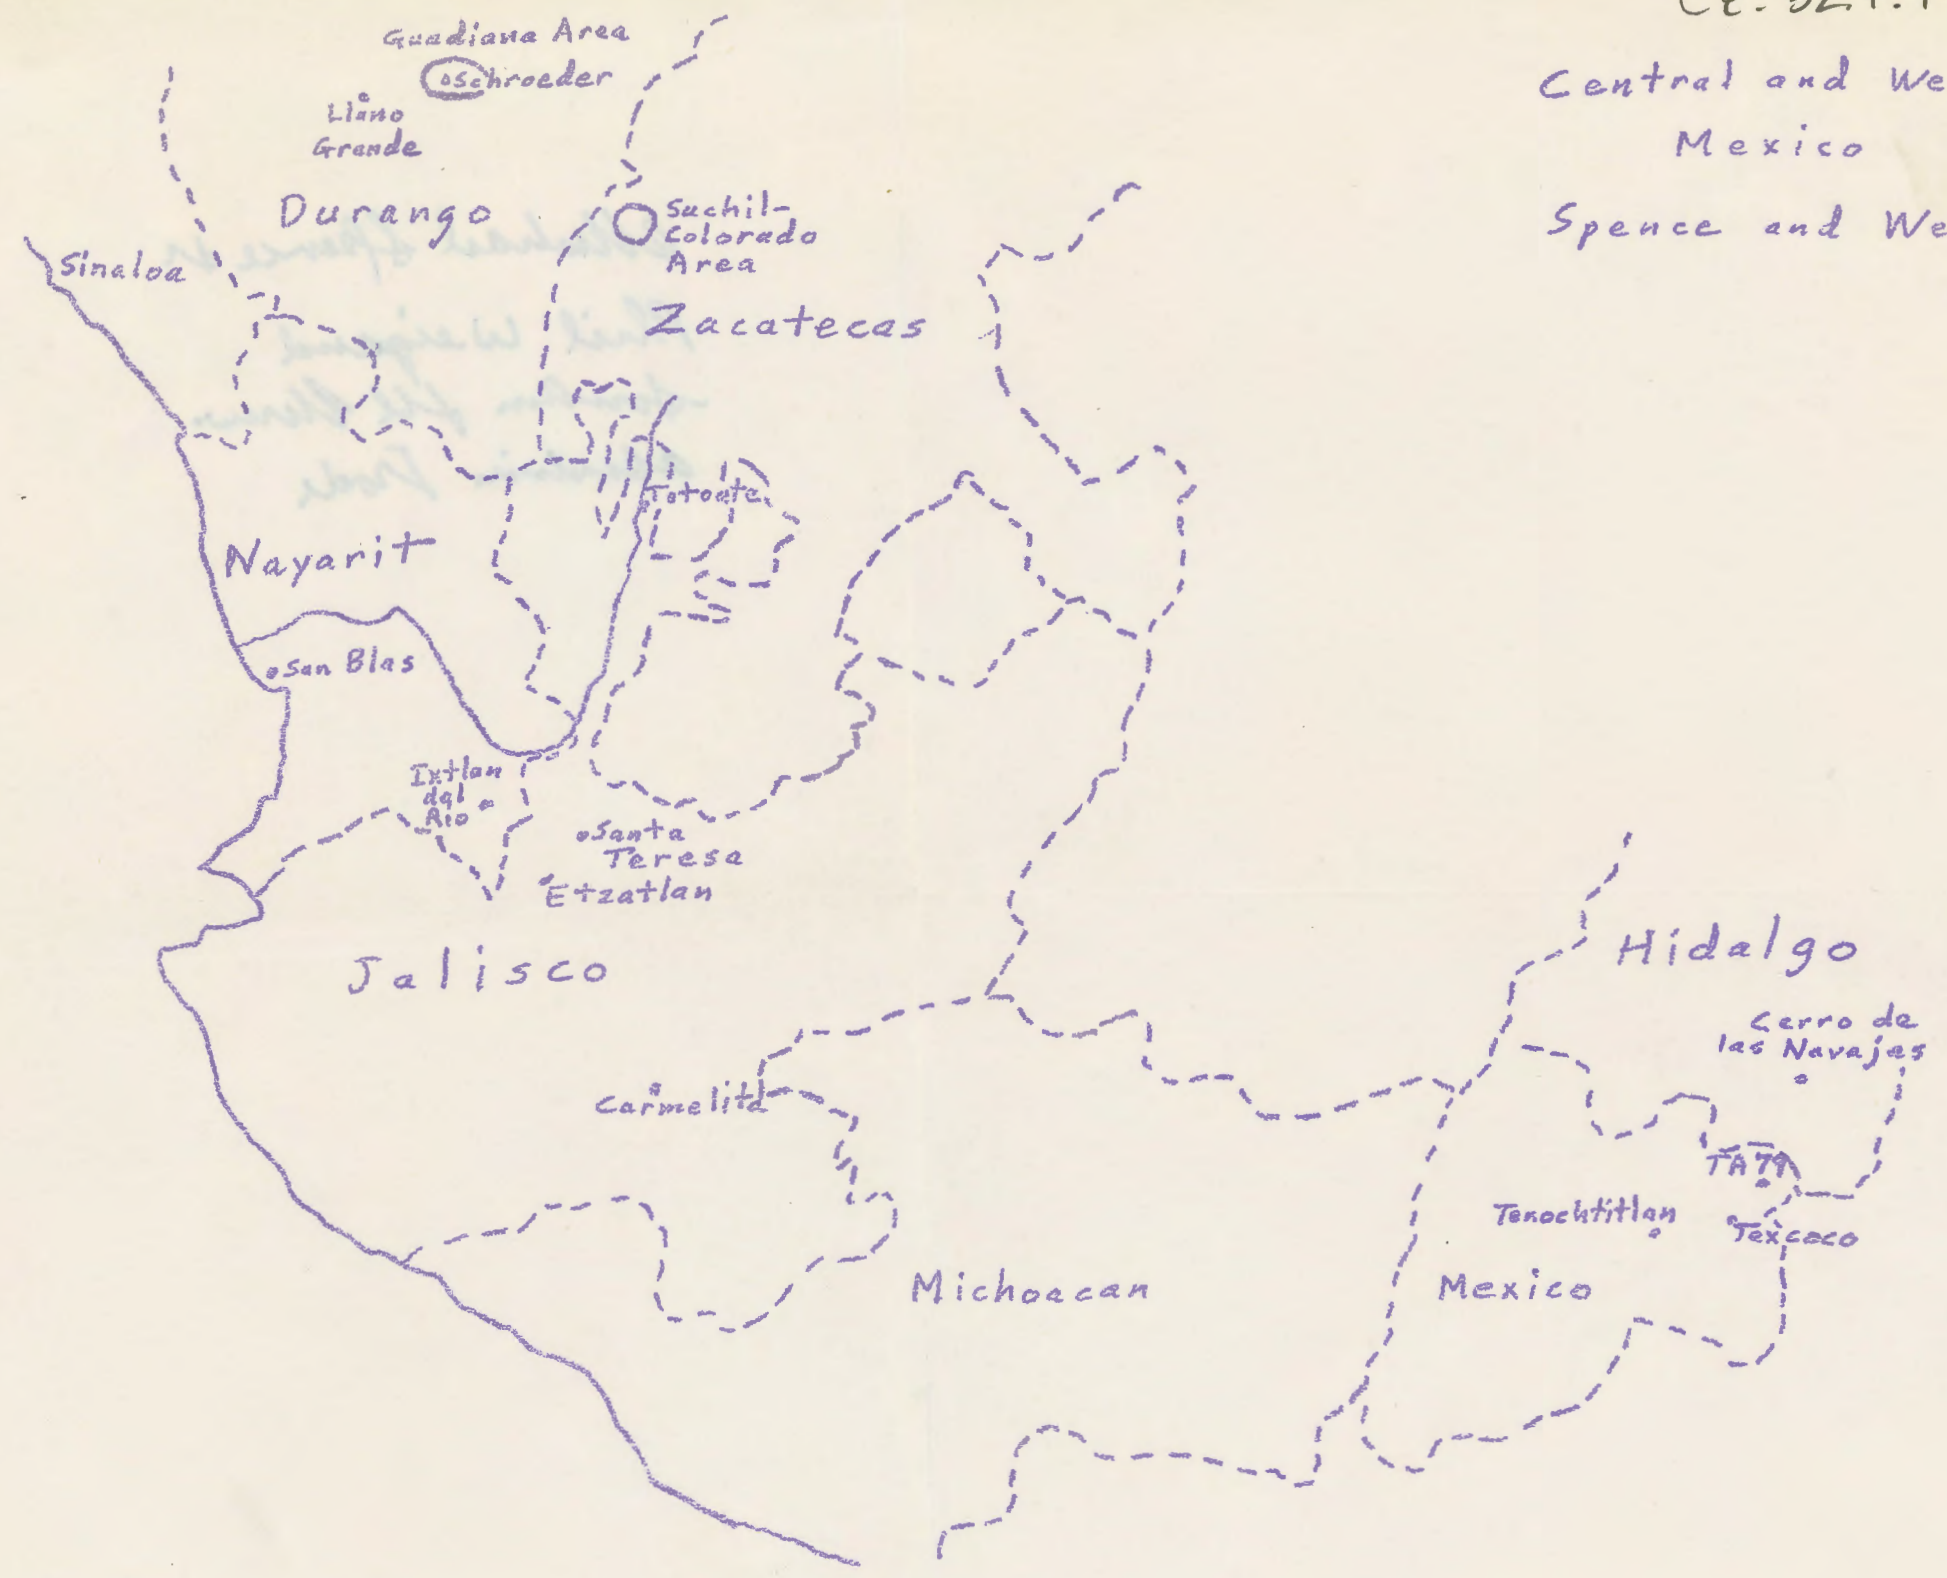 Central and We
Mexico
Spence and We
Guadiana Area
Schroeder
Llano
Grande
Durango
Suchil-
Colorado
Area
Sinaloa
Zacatecas
Totoate
Nayarit
San Blas
Ixtlan
del
Rio
Santa
Teresa
Etzatlan
Jalisco
Hidalgo
Cerro de
las Navajas
Carmelita
TA 79
Tenochtitlan
Texcoco
Michoacan
Mexico